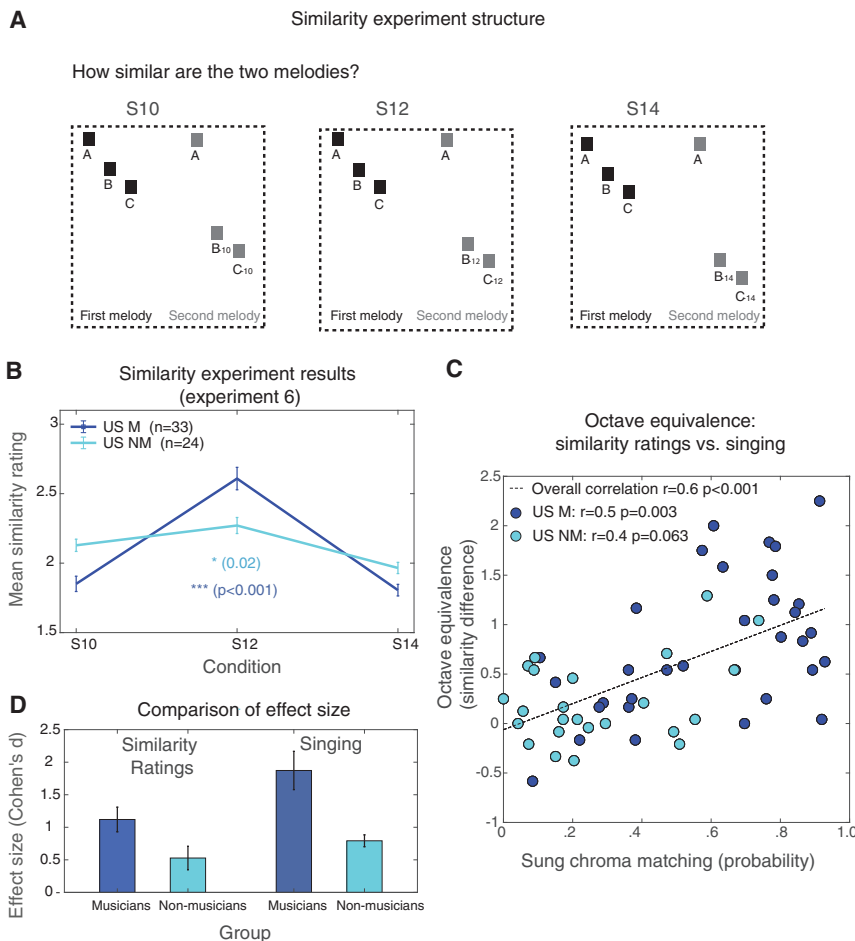 A
Similarity experiment structure
How similar are the two melodies?
S10
A
B
C
A
B-10
C-10
First melody Second melody
S12
A
B
C
A
B-12
C-12
First melody Second melody
S14
A
B
C
A
B-14
C-14
First melody Second melody
B
Similarity experiment results
(experiment 6)
Mean similarity rating
3
2.5
2
1.5
US M (n=33)
US NM (n=24)
* (0.02)
*** (p<0.001)
S10 S12 S14
Condition
C
Octave equivalence:
similarity ratings vs. singing
Octave equivalence
(similarity difference)
2.5
2
1.5
1
0.5
0
-0.5
-1
Overall correlation r=0.6 p<0.001
US M: r=0.5 p=0.003
US NM: r=0.4 p=0.063
0 .2 .4 .6 .8 1.0
Sung chroma matching (probability)
D
Comparison of effect size
Effect size (Cohen's d)
2.5
2
1.5
1
0.5
0
Similarity
Ratings
Singing
Musicians Non-musicians Musicians Non-musicians
Group